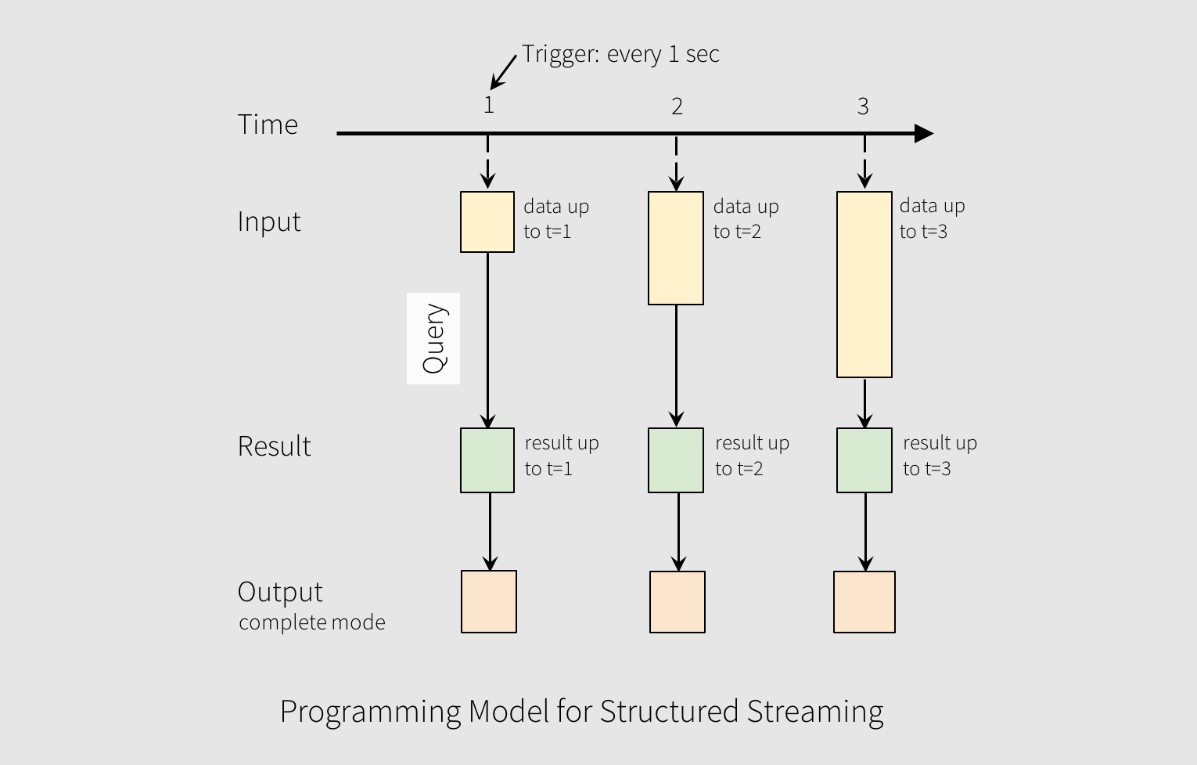 Trigger: every 1 sec
1
2
3
Time
Input
data up
to t=1
data up
to t=2
data up
to t=3
Query
Result
result up
to t=1
result up
to t=2
result up
to t=3
Output
complete mode
Programming Model for Structured Streaming